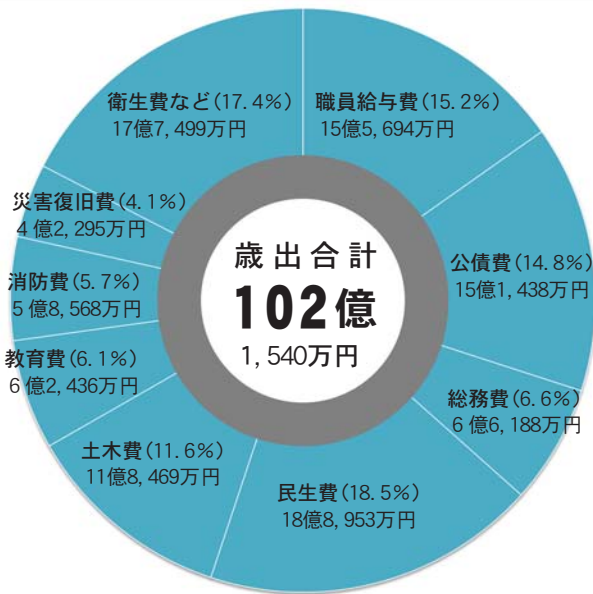 歳出合計
102億
1,540万円
職員給与費(15.2%)
15億5,694万円
公債費(14.8%)
15億1,438万円
総務費(6.6%)
6億6,188万円
民生費(18.5%)
18億8,953万円
土木費(11.6%)
11億8,469万円
教育費(6.1%)
6億2,436万円
消防費(5.7%)
5億8,568万円
災害復旧費(4.1%)
4億2,295万円
衛生費など(17.4%)
17億7,499万円